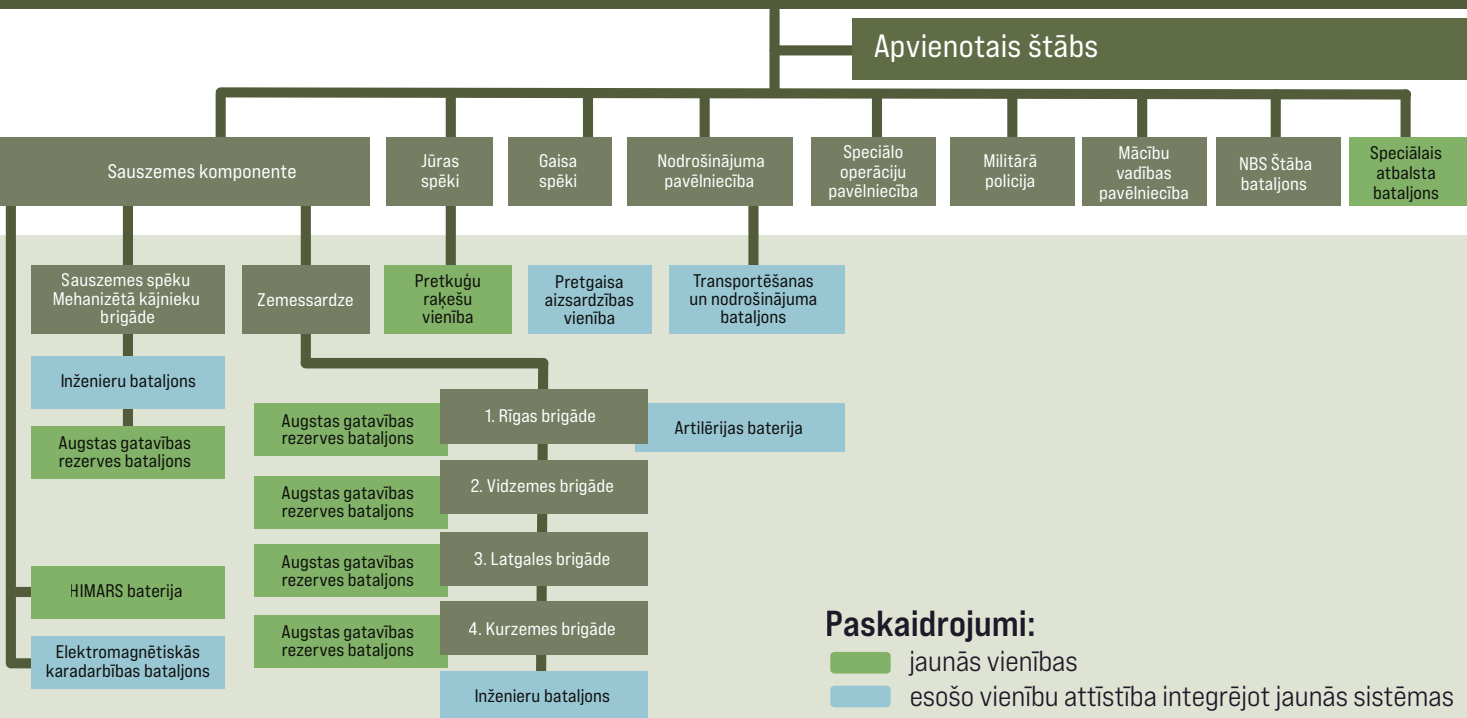 Apvienotais štābs
Sauszemes komponente
Jūras
spēki
Gaisa
spēki
Nodrošinājuma
pavēlniecība
Speciālo
operāciju
pavēlniecība
Militārā
policija
Mācību
vadības
pavēlniecība
NBS Štāba
bataljons
Speciālais
atbalsta
bataljons
Sauszemes spēku
Mehanizētā kājnieku
brigāde
Zemessardze
Pretkuģu
raķešu
vienība
Pretgaisa
aizsardzības
vienība
Transportēšanas
un nodrošinājuma
bataljons
Inženieru bataljons
Augstas gatavības
rezerves bataljons
Augstas gatavības
rezerves bataljons
1. Rīgas brigāde
Artilērijas baterija
Augstas gatavības
rezerves bataljons
2. Vidzemes brigāde
Augstas gatavības
rezerves bataljons
3. Latgales brigāde
Augstas gatavības
rezerves bataljons
4. Kurzemes brigāde
Inženieru bataljons
HIMARS baterija
Elektromagnētiskās
karadarbības bataljons
Paskaidrojumi:
jaunās vienības
esošo vienību attīstība integrējot jaunās sistēmas